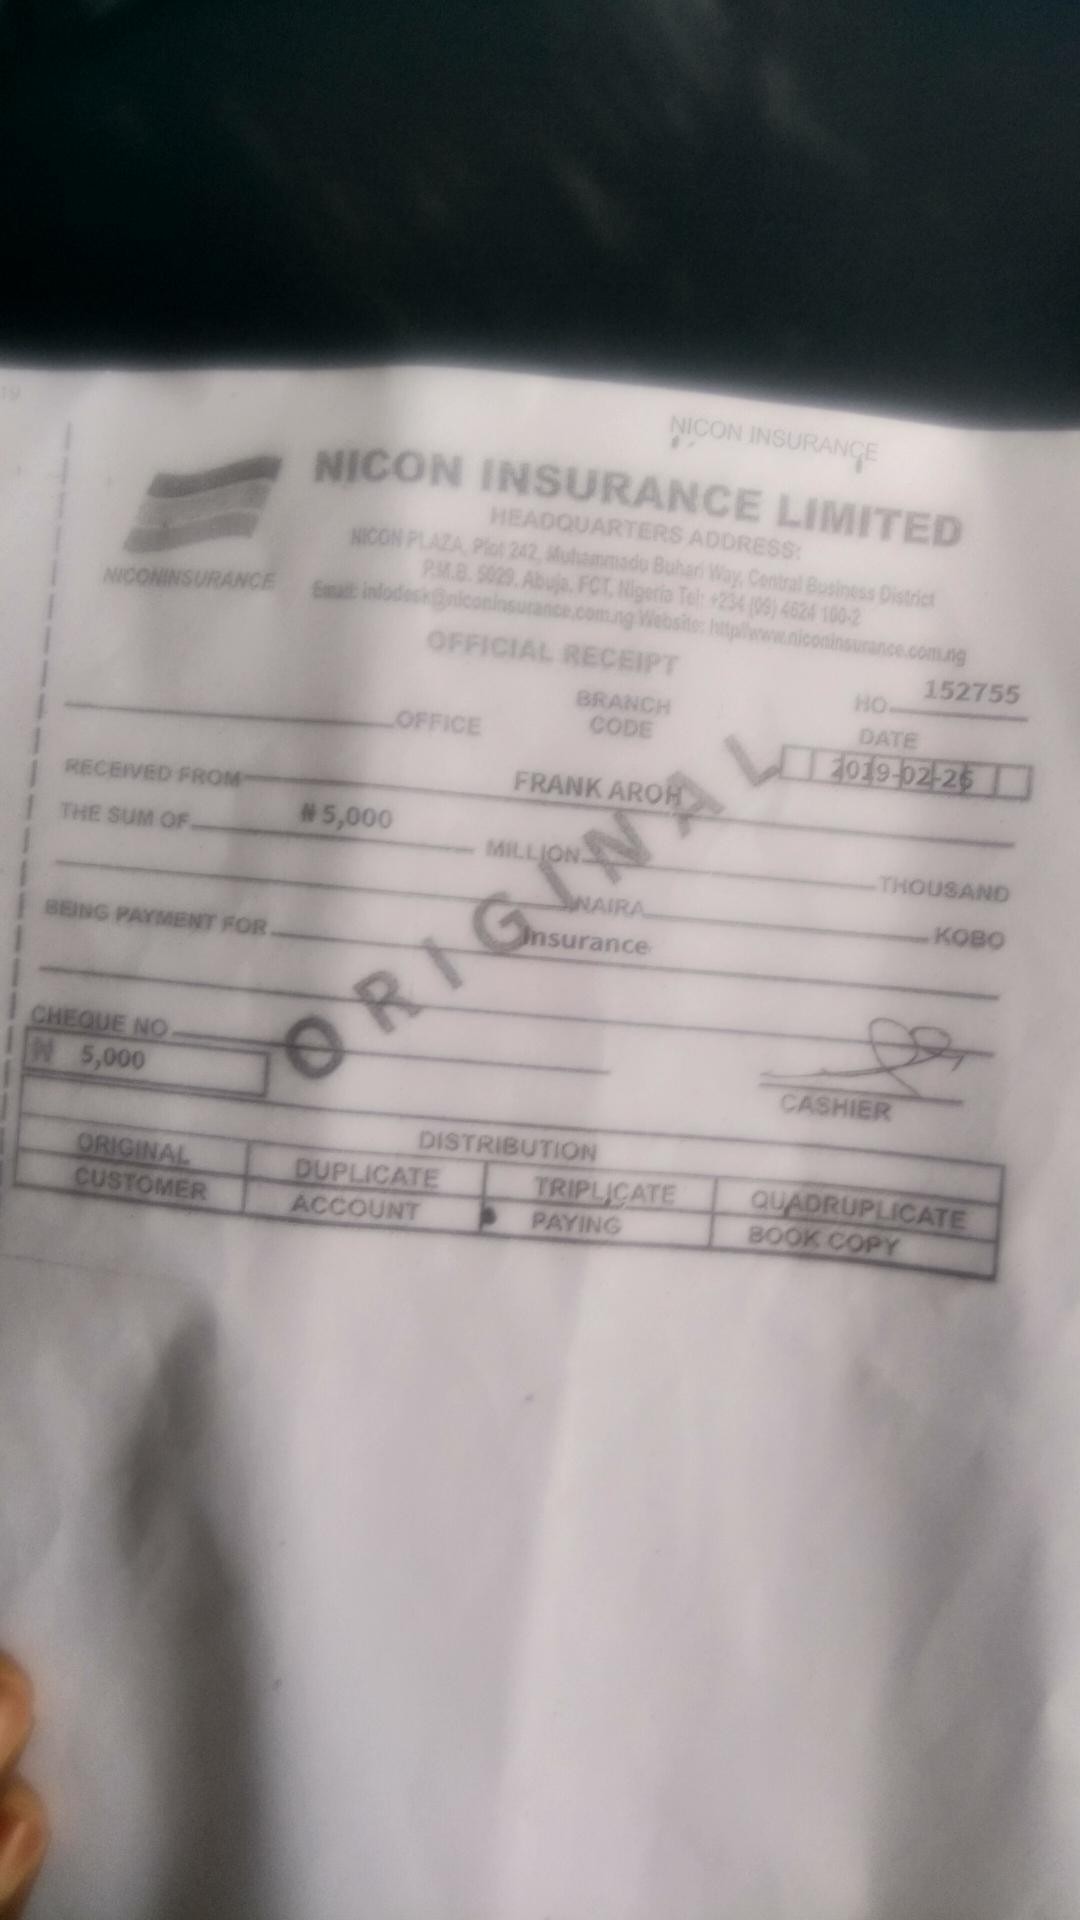 19
NICON INSURANCE
NICON INSURANCE LIMITED
NICONINSURANCE
HEADQUARTERS ADDRESS:
NICON PLAZA, Plot 242, Muhammadu Buhari Way, Central Business District
P.M.B. 5029, Abuja, FCT, Nigeria Tel: +234 (09) 4624 100-2
Email: infodesk@niconinsurance.com.ng Website: http//www.niconinsurance.com.ng
OFFICIAL RECEIPT
OFFICE BRANCH CODE HO 152755
DATE
2019-02-26
RECEIVED FROM FRANK AROH
THE SUM OF ₦ 5,000 MILLION THOUSAND
NAIRA KOBO
BEING PAYMENT FOR Insurance
ORIGINAL
CHEQUE NO
₦ 5,000
CASHIER
DISTRIBUTION
ORIGINAL DUPLICATE TRIPLICATE QUADRUPLICATE
CUSTOMER ACCOUNT PAYING BOOK COPY